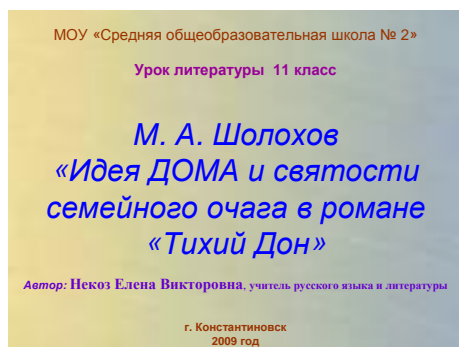 МОУ «Средняя общеобразовательная школа № 2»
Урок литературы 11 класс
М. А. Шолохов
«Идея ДОМА и святости
семейного очага в романе
«Тихий Дон»
Автор: Некоз Елена Викторовна, учитель русского языка и литературы
г. Константиновск
2009 год